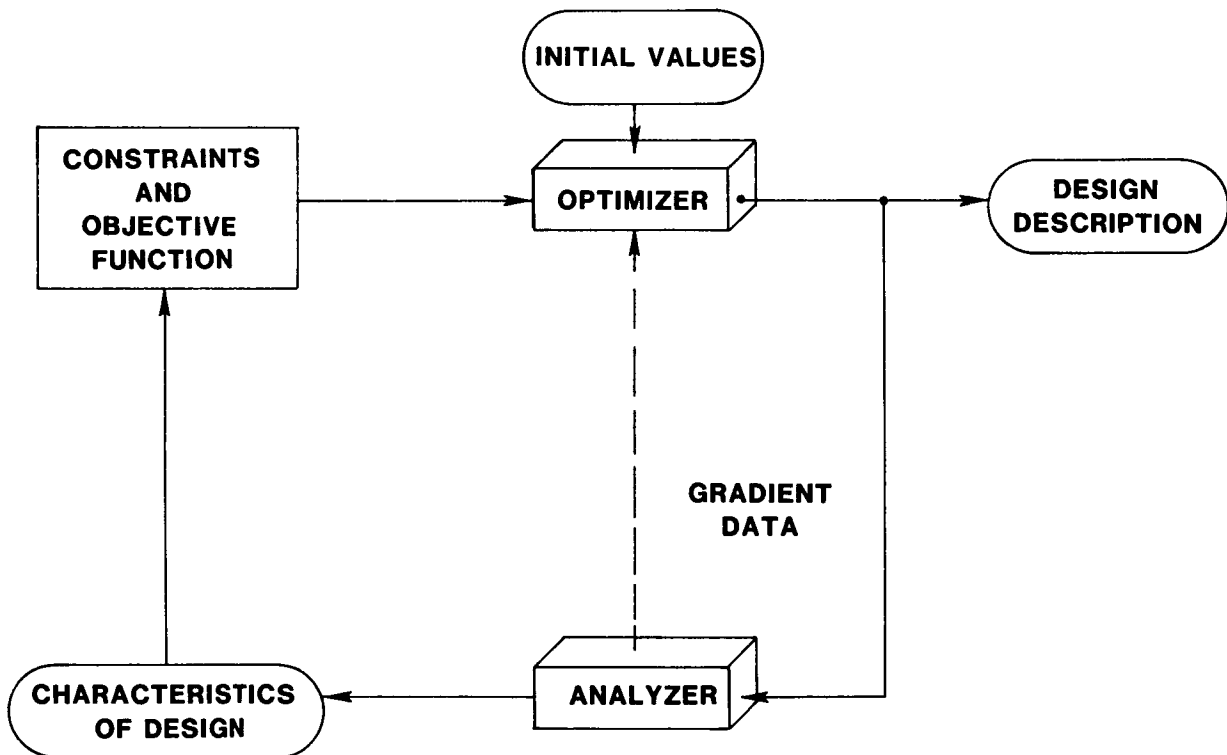 INITIAL VALUES
CONSTRAINTS
AND
OBJECTIVE
FUNCTION
OPTIMIZER
DESIGN
DESCRIPTION
GRADIENT
DATA
CHARACTERISTICS
OF DESIGN
ANALYZER